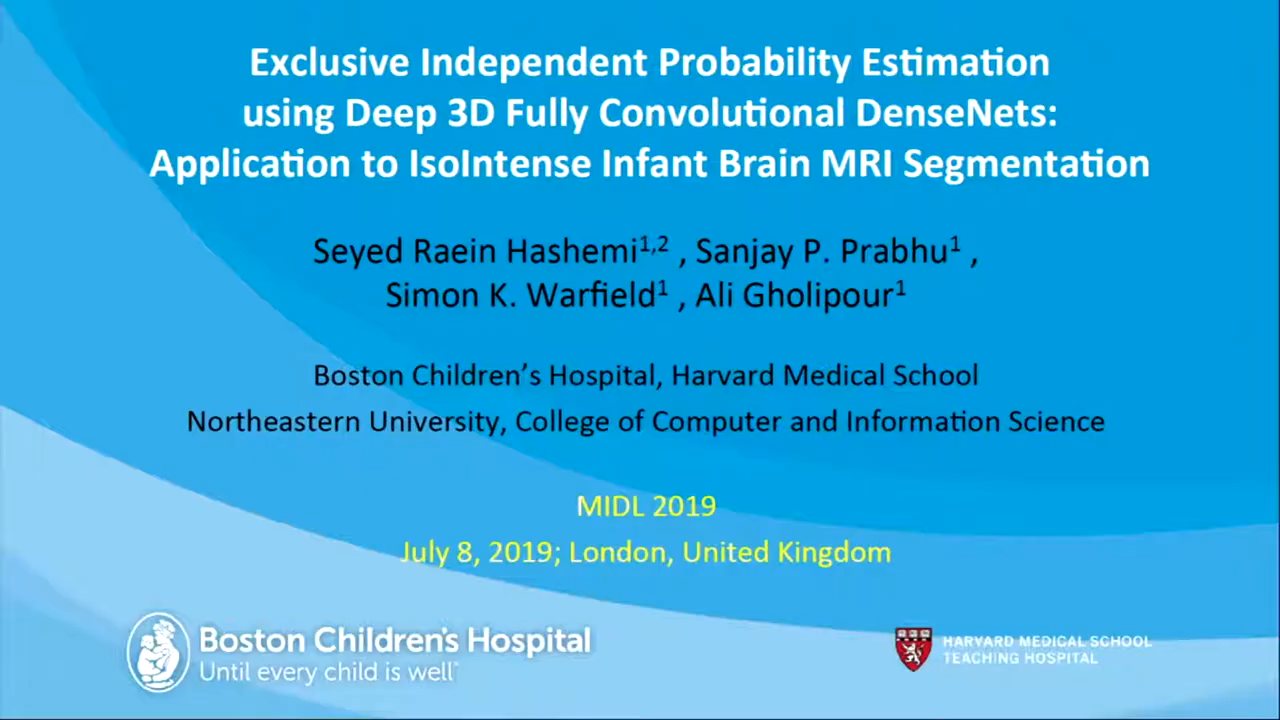 Exclusive Independent Probability Estimation
using Deep 3D Fully Convolutional DenseNets:
Application to IsoIntense Infant Brain MRI Segmentation
Seyed Raein Hashemi¹,² , Sanjay P. Prabhu¹ ,
Simon K. Warfield¹ , Ali Gholipour¹
Boston Children’s Hospital, Harvard Medical School
Northeastern University, College of Computer and Information Science
MIDL 2019
July 8, 2019; London, United Kingdom
Boston Children's Hospital
Until every child is well™
HARVARD MEDICAL SCHOOL
TEACHING HOSPITAL